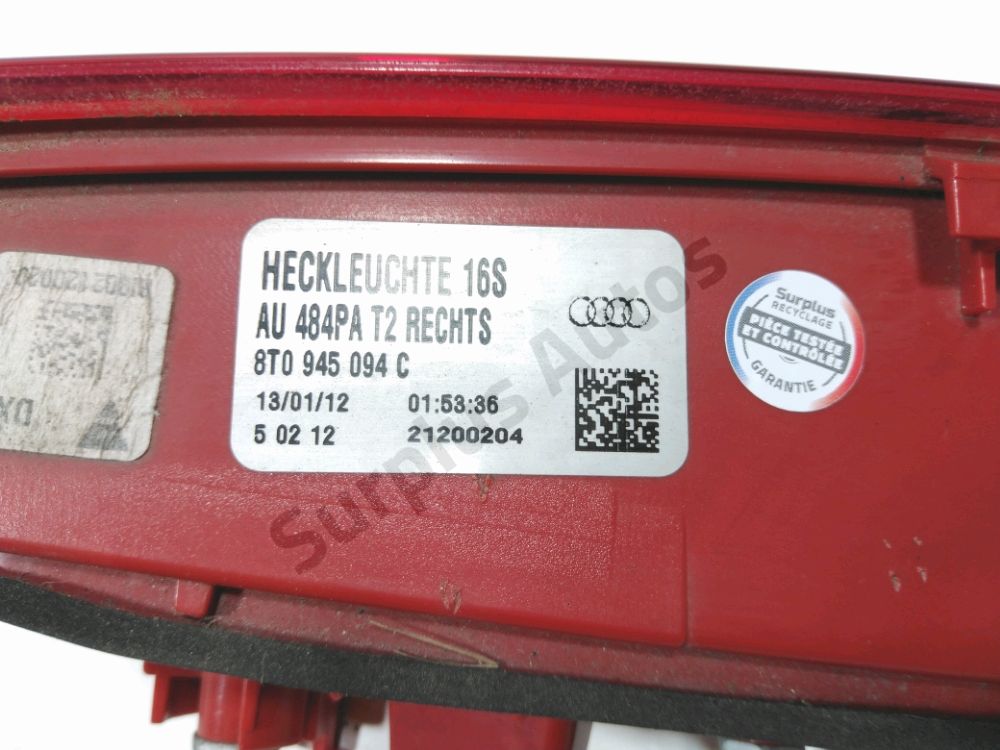 HECKLEUCHTE 16S
AU 484PA T2 RECHTS
8T0 945 094 C
13/01/12 01:53:36
5 02 12 21200204
Surplus
RECYCLAGE
PIÈCE TESTÉE
ET CONTRÔLÉE
GARANTIE
Surplus Autos
DX